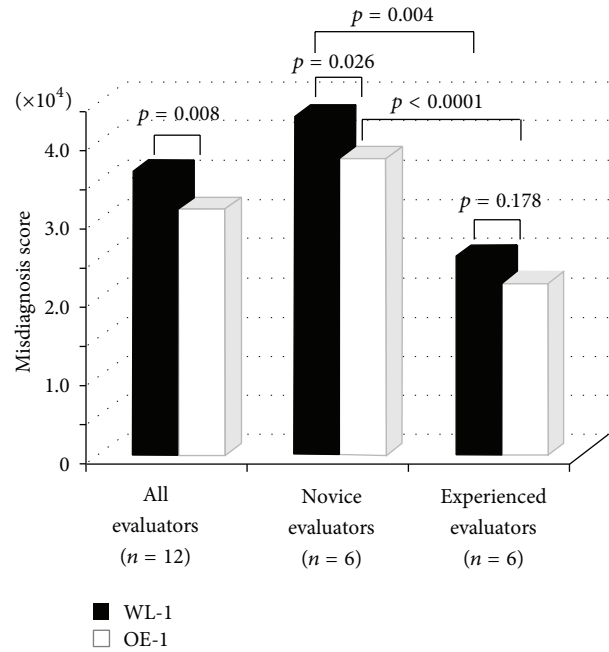 p = 0.004
p = 0.026
(×10⁴)
p < 0.0001
p = 0.008
4.0
p = 0.178
3.0
Misdiagnosis score
2.0
1.0
0
All
evaluators
(n = 12)
Novice
evaluators
(n = 6)
Experienced
evaluators
(n = 6)
WL-1
OE-1